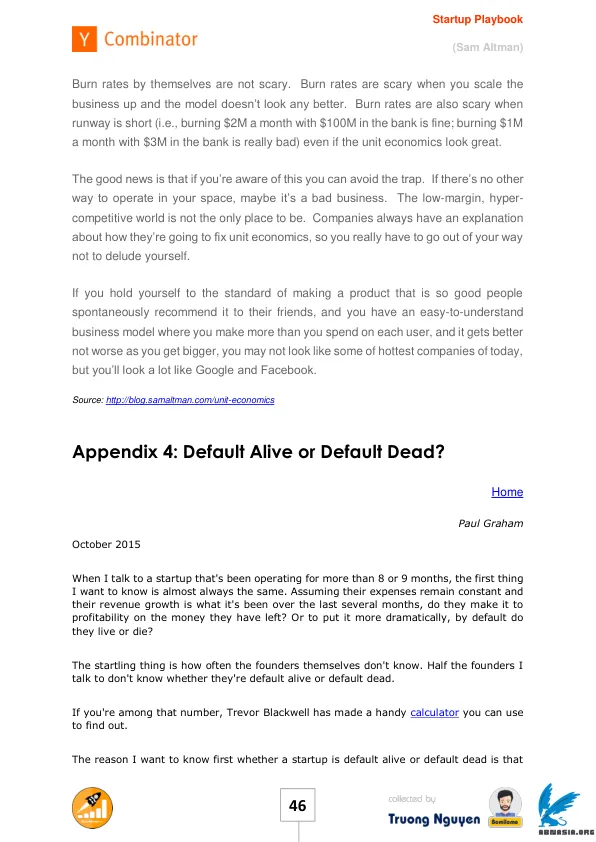 Startup Playbook
Y Combinator
(Sam Altman)
Burn rates by themselves are not scary. Burn rates are scary when you scale the
business up and the model doesn't look any better. Burn rates are also scary when
runway is short (i.e., burning $2M a month with $100M in the bank is fine; burning $1M
a month with $3M in the bank is really bad) even if the unit economics look great.
The good news is that if you're aware of this you can avoid the trap. If there's no other
way to operate in your space, maybe it's a bad business. The low-margin, hyper-
competitive world is not the only place to be. Companies always have an explanation
about how they're going to fix unit economics, so you really have to go out of your way
not to delude yourself.
If you hold yourself to the standard of making a product that is so good people
spontaneously recommend it to their friends, and you have an easy-to-understand
business model where you make more than you spend on each user, and it gets better
not worse as you get bigger, you may not look like some of hottest companies of today,
but you'll look a lot like Google and Facebook.
Source: http://blog.samaltman.com/unit-economics
Appendix 4: Default Alive or Default Dead?
Home
Paul Graham
October 2015
When I talk to a startup that's been operating for more than 8 or 9 months, the first thing
I want to know is almost always the same. Assuming their expenses remain constant and
their revenue growth is what it's been over the last several months, do they make it to
profitability on the money they have left? Or to put it more dramatically, by default do
they live or die?
The startling thing is how often the founders themselves don't know. Half the founders I
talk to don't know whether they're default alive or default dead.
If you're among that number, Trevor Blackwell has made a handy calculator you can use
to find out.
The reason I want to know first whether a startup is default alive or default dead is that
46
collected by
Truong Nguyen
ABNASIA.ORG